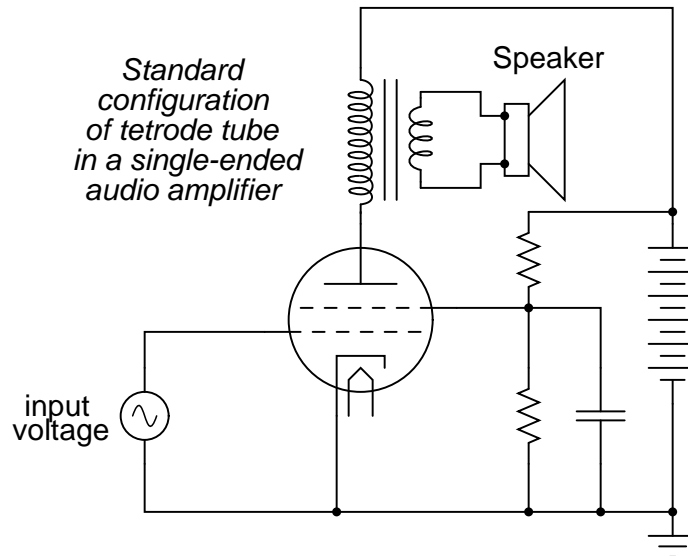 Standard
configuration
of tetrode tube
in a single-ended
audio amplifier
Speaker
input
voltage